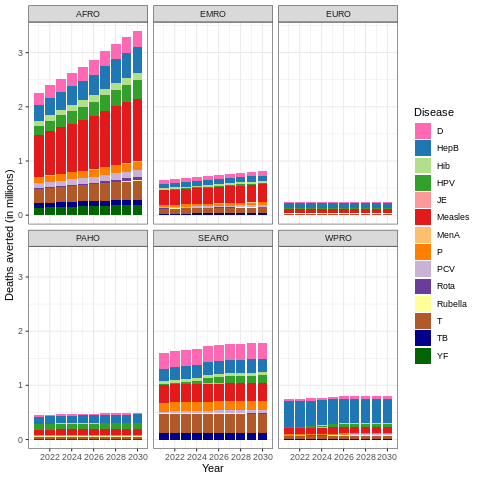 AFRO EMRO EURO
3
2
1
0
PAHO SEARO WPRO
3
2
1
0
2022 2024 2026 2028 2030 2022 2024 2026 2028 2030 2022 2024 2026 2028 2030
Year
Deaths averted (in millions)
Disease
D
HepB
Hib
HPV
JE
Measles
MenA
P
PCV
Rota
Rubella
T
TB
YF